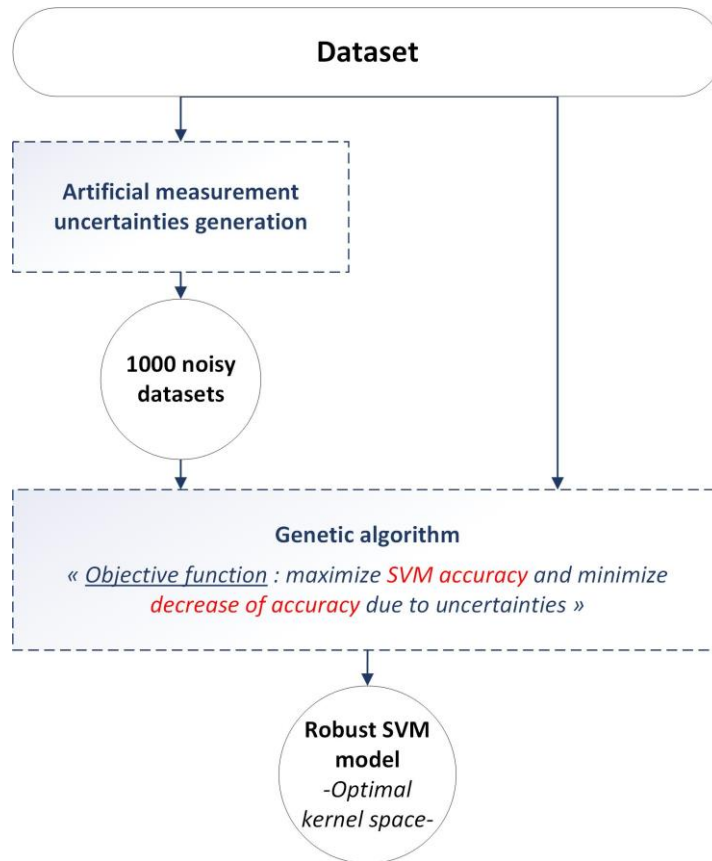 Dataset
Artificial measurement
uncertainties generation
1000 noisy
datasets
Genetic algorithm
« Objective function : maximize SVM accuracy and minimize
decrease of accuracy due to uncertainties »
Robust SVM
model
-Optimal
kernel space-